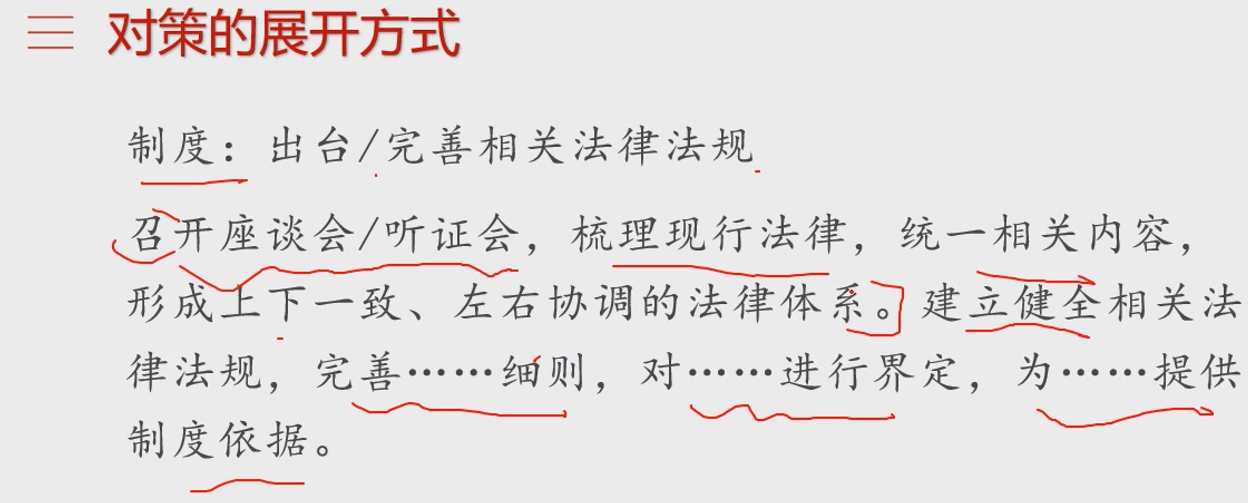 对策的展开方式
制度：出台/完善相关法律法规
召开座谈会/听证会，梳理现行法律，统一相关内容，
形成上下一致、左右协调的法律体系。建立健全相关法
律法规，完善……细则，对……进行界定，为……提供
制度依据。